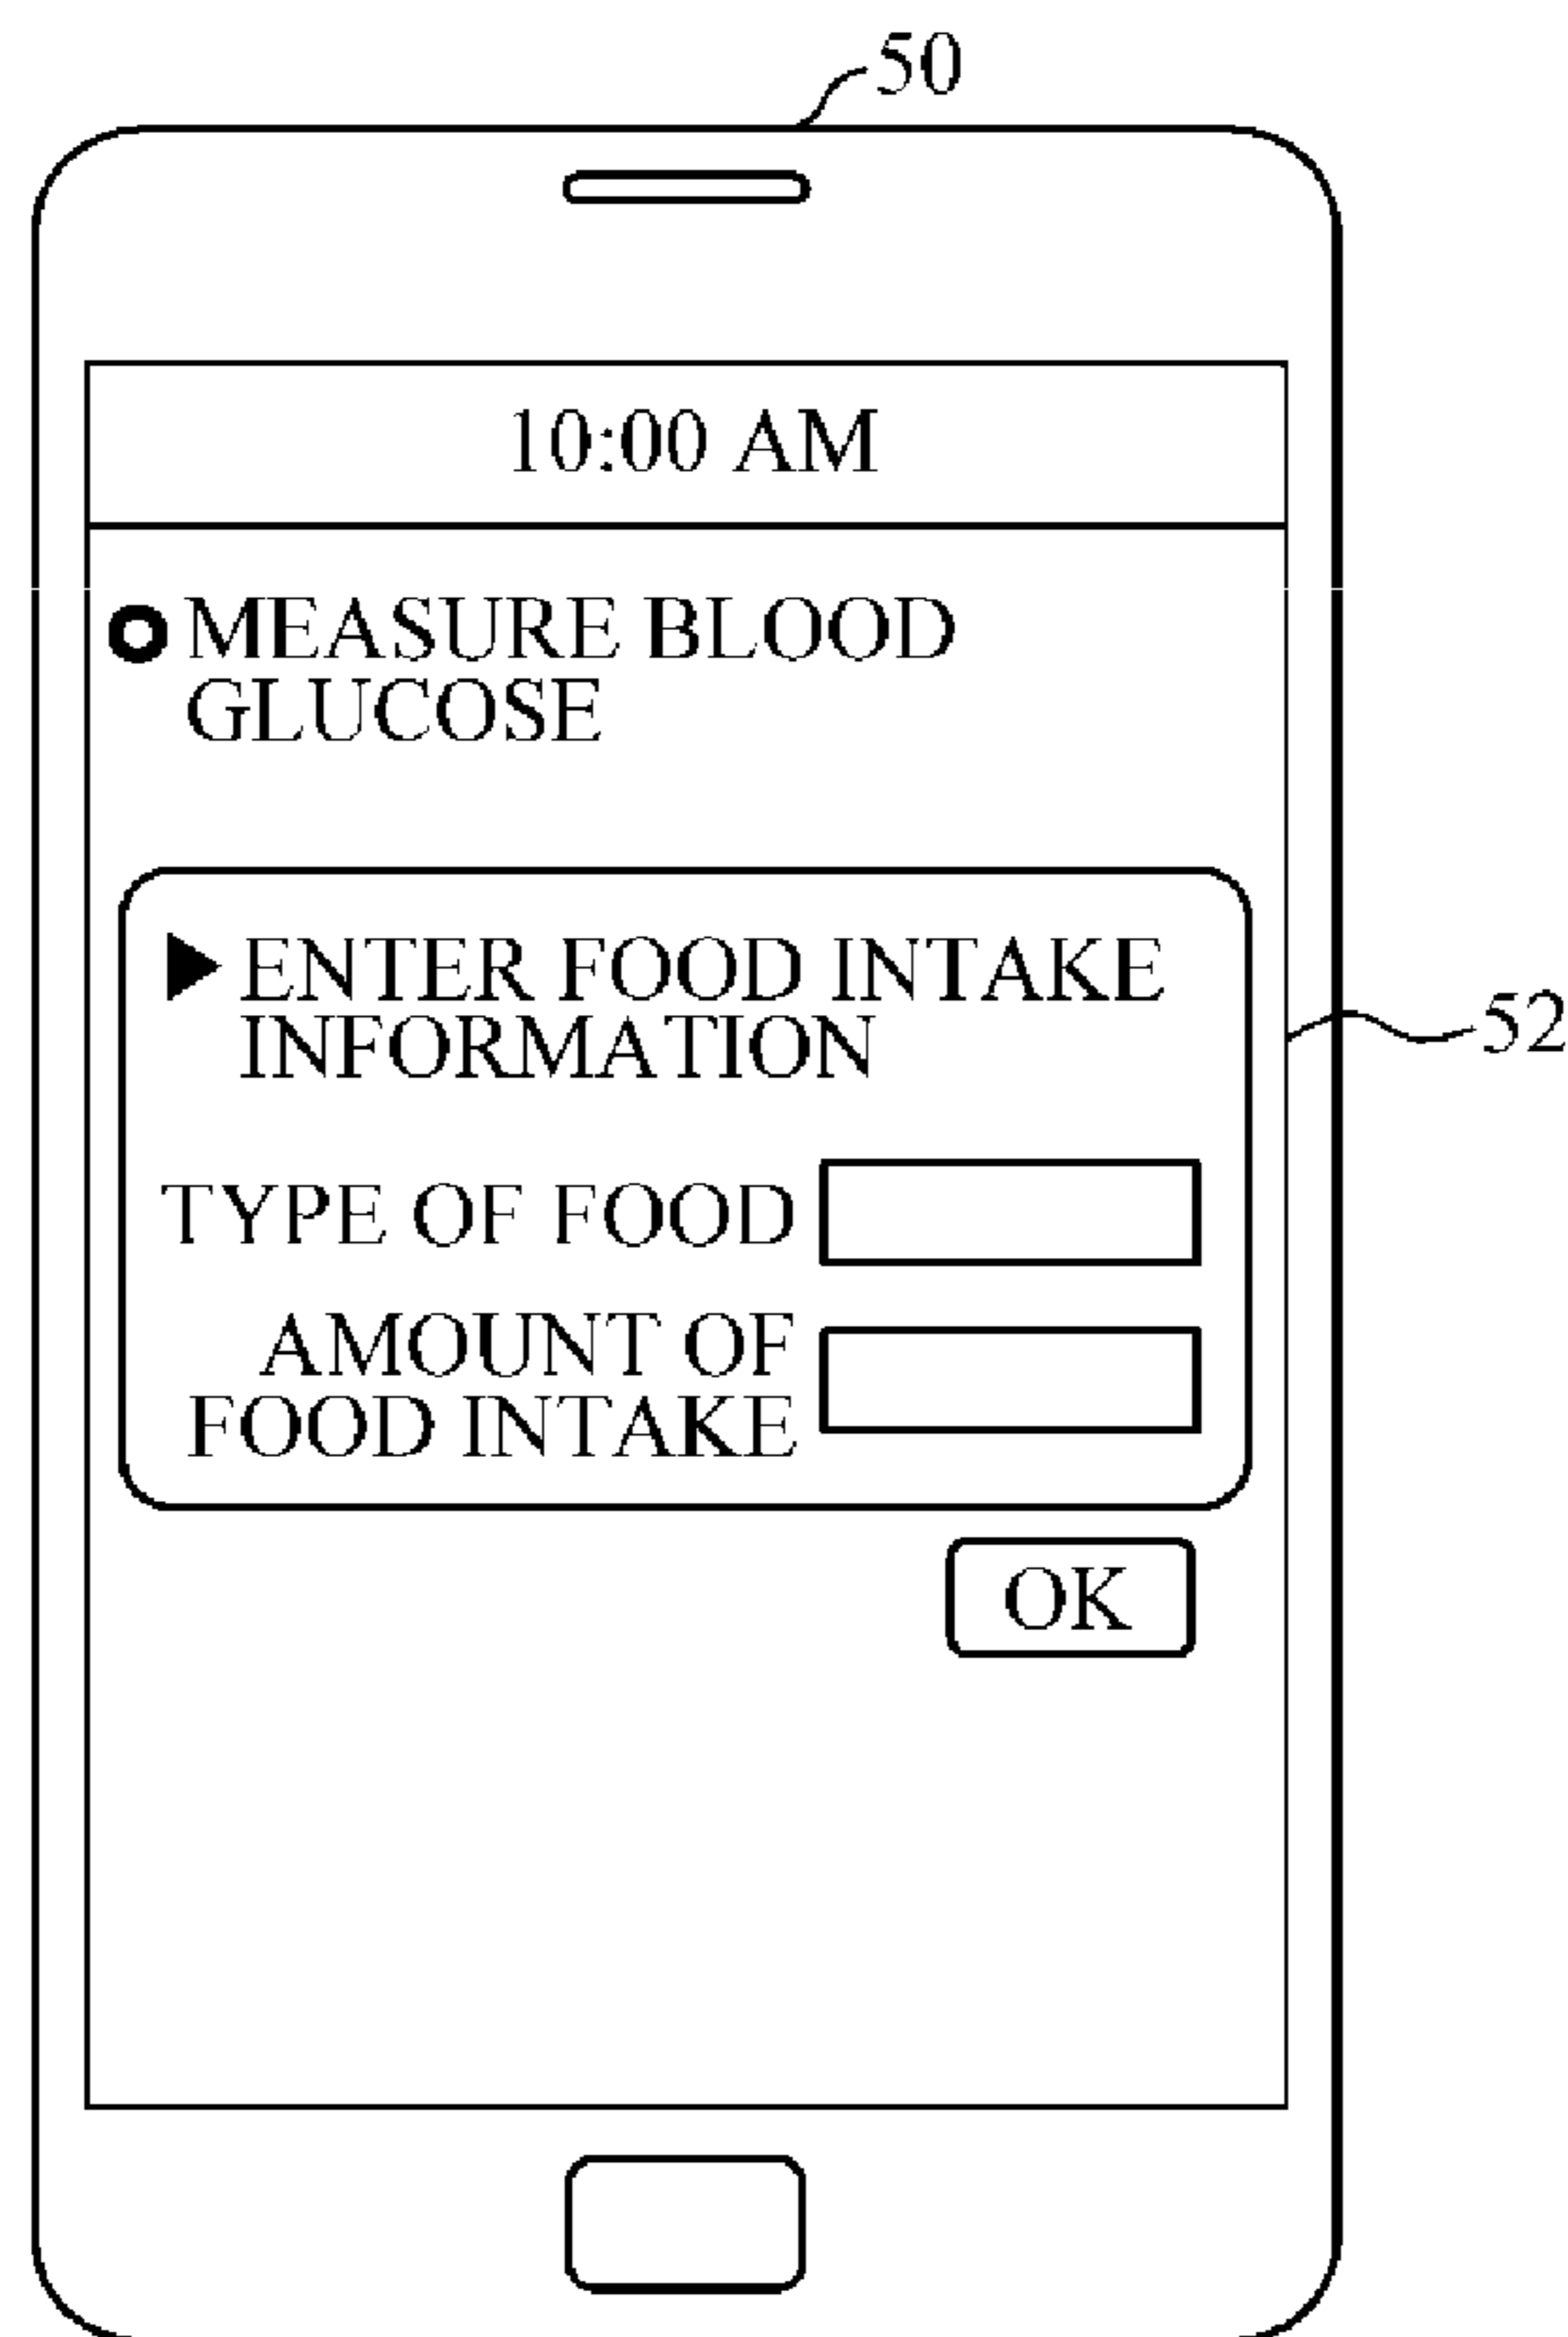 50
10:00 AM
MEASURE BLOOD
GLUCOSE
ENTER FOOD INTAKE
INFORMATION
52
TYPE OF FOOD
AMOUNT OF
FOOD INTAKE
OK